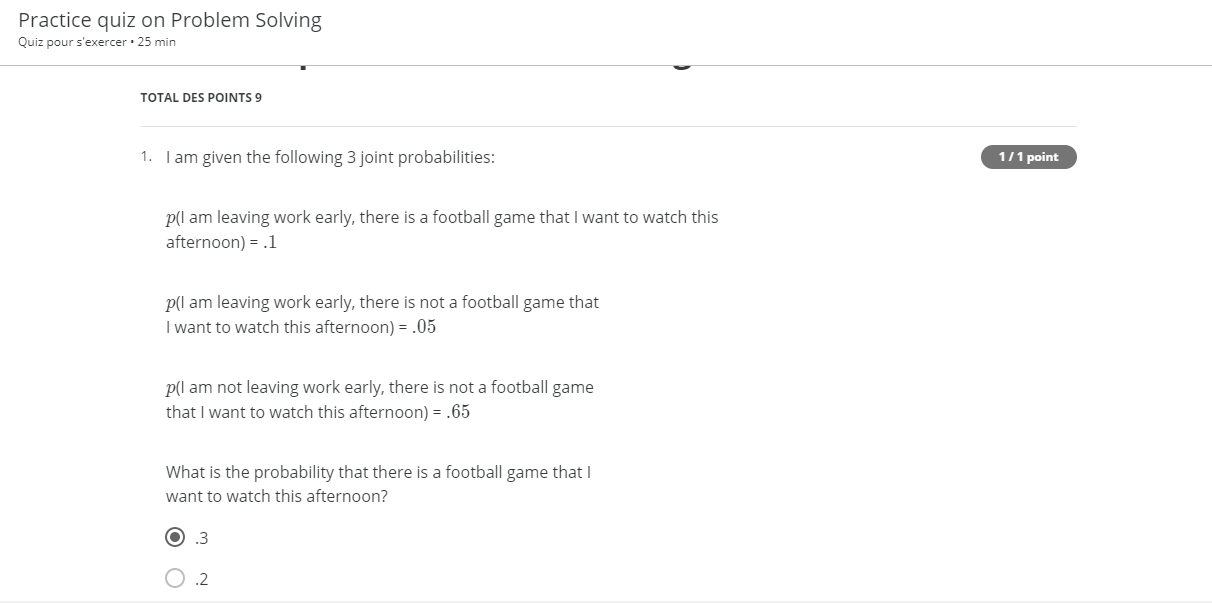 Practice quiz on Problem Solving
Quiz pour s'exercer • 25 min
TOTAL DES POINTS 9
1. I am given the following 3 joint probabilities:
1 / 1 point
p(I am leaving work early, there is a football game that I want to watch this
afternoon) = .1
p(I am leaving work early, there is not a football game that
I want to watch this afternoon) = .05
p(I am not leaving work early, there is not a football game
that I want to watch this afternoon) = .65
What is the probability that there is a football game that I
want to watch this afternoon?
.3
.2